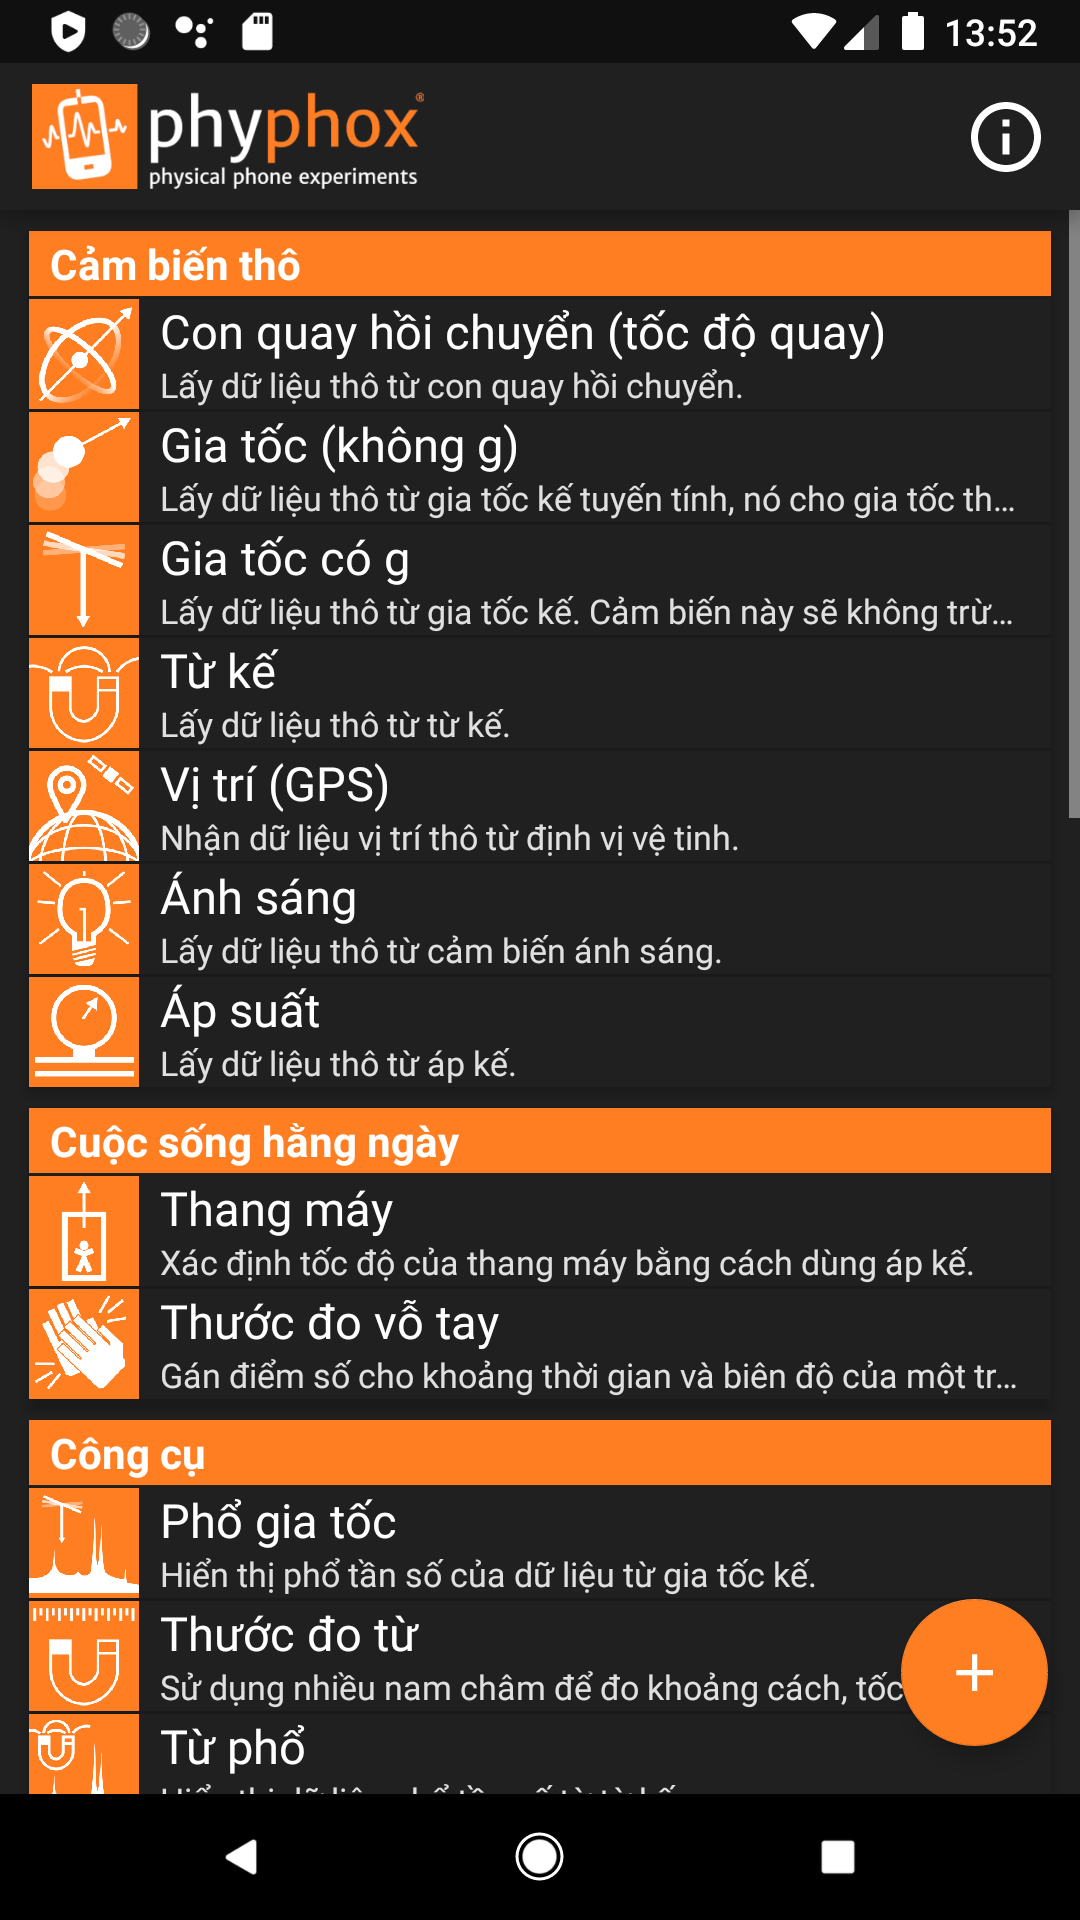 13:52
phyphox®
physical phone experiments
Cảm biến thô
Con quay hồi chuyển (tốc độ quay)
Lấy dữ liệu thô từ con quay hồi chuyển.
Gia tốc (không g)
Lấy dữ liệu thô từ gia tốc kế tuyến tính, nó cho gia tốc th...
Gia tốc có g
Lấy dữ liệu thô từ gia tốc kế. Cảm biến này sẽ không trừ...
Từ kế
Lấy dữ liệu thô từ từ kế.
Vị trí (GPS)
Nhận dữ liệu vị trí thô từ định vị vệ tinh.
Ánh sáng
Lấy dữ liệu thô từ cảm biến ánh sáng.
Áp suất
Lấy dữ liệu thô từ áp kế.
Cuộc sống hằng ngày
Thang máy
Xác định tốc độ của thang máy bằng cách dùng áp kế.
Thước đo vỗ tay
Gán điểm số cho khoảng thời gian và biên độ của một tr...
Công cụ
Phổ gia tốc
Hiển thị phổ tần số của dữ liệu từ gia tốc kế.
Thước đo từ
Sử dụng nhiều nam châm để đo khoảng cách, tốc
Từ phổ